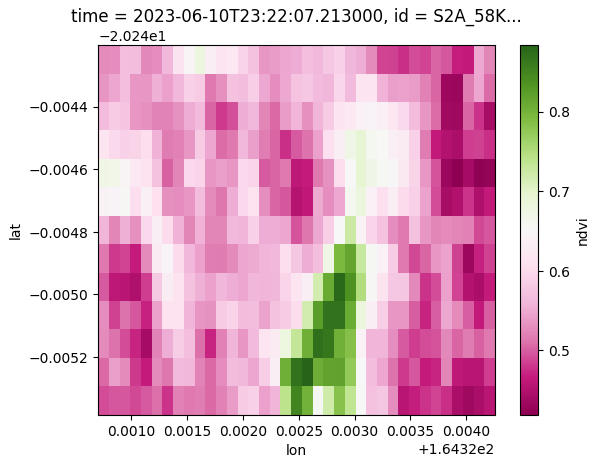 time = 2023-06-10T23:22:07.213000, id = S2A_58K...
−2.024e1
−0.0044
−0.0046
−0.0048
−0.0050
−0.0052
lat
0.0010 0.0015 0.0020 0.0025 0.0030 0.0035 0.0040
lon
+1.6432e2
0.8
0.7
0.6
0.5
ndvi